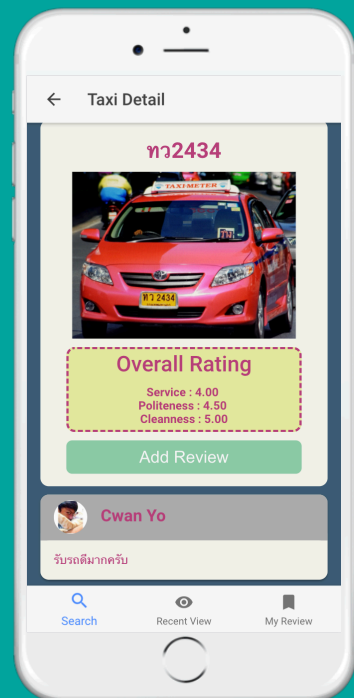 Taxi Detail
ทว2434
TAXI-METER
ทว 2434
Overall Rating
Service : 4.00
Politeness : 4.50
Cleanness : 5.00
Add Review
Cwan Yo
รับรถดีมากครับ
Search
Recent View
My Review